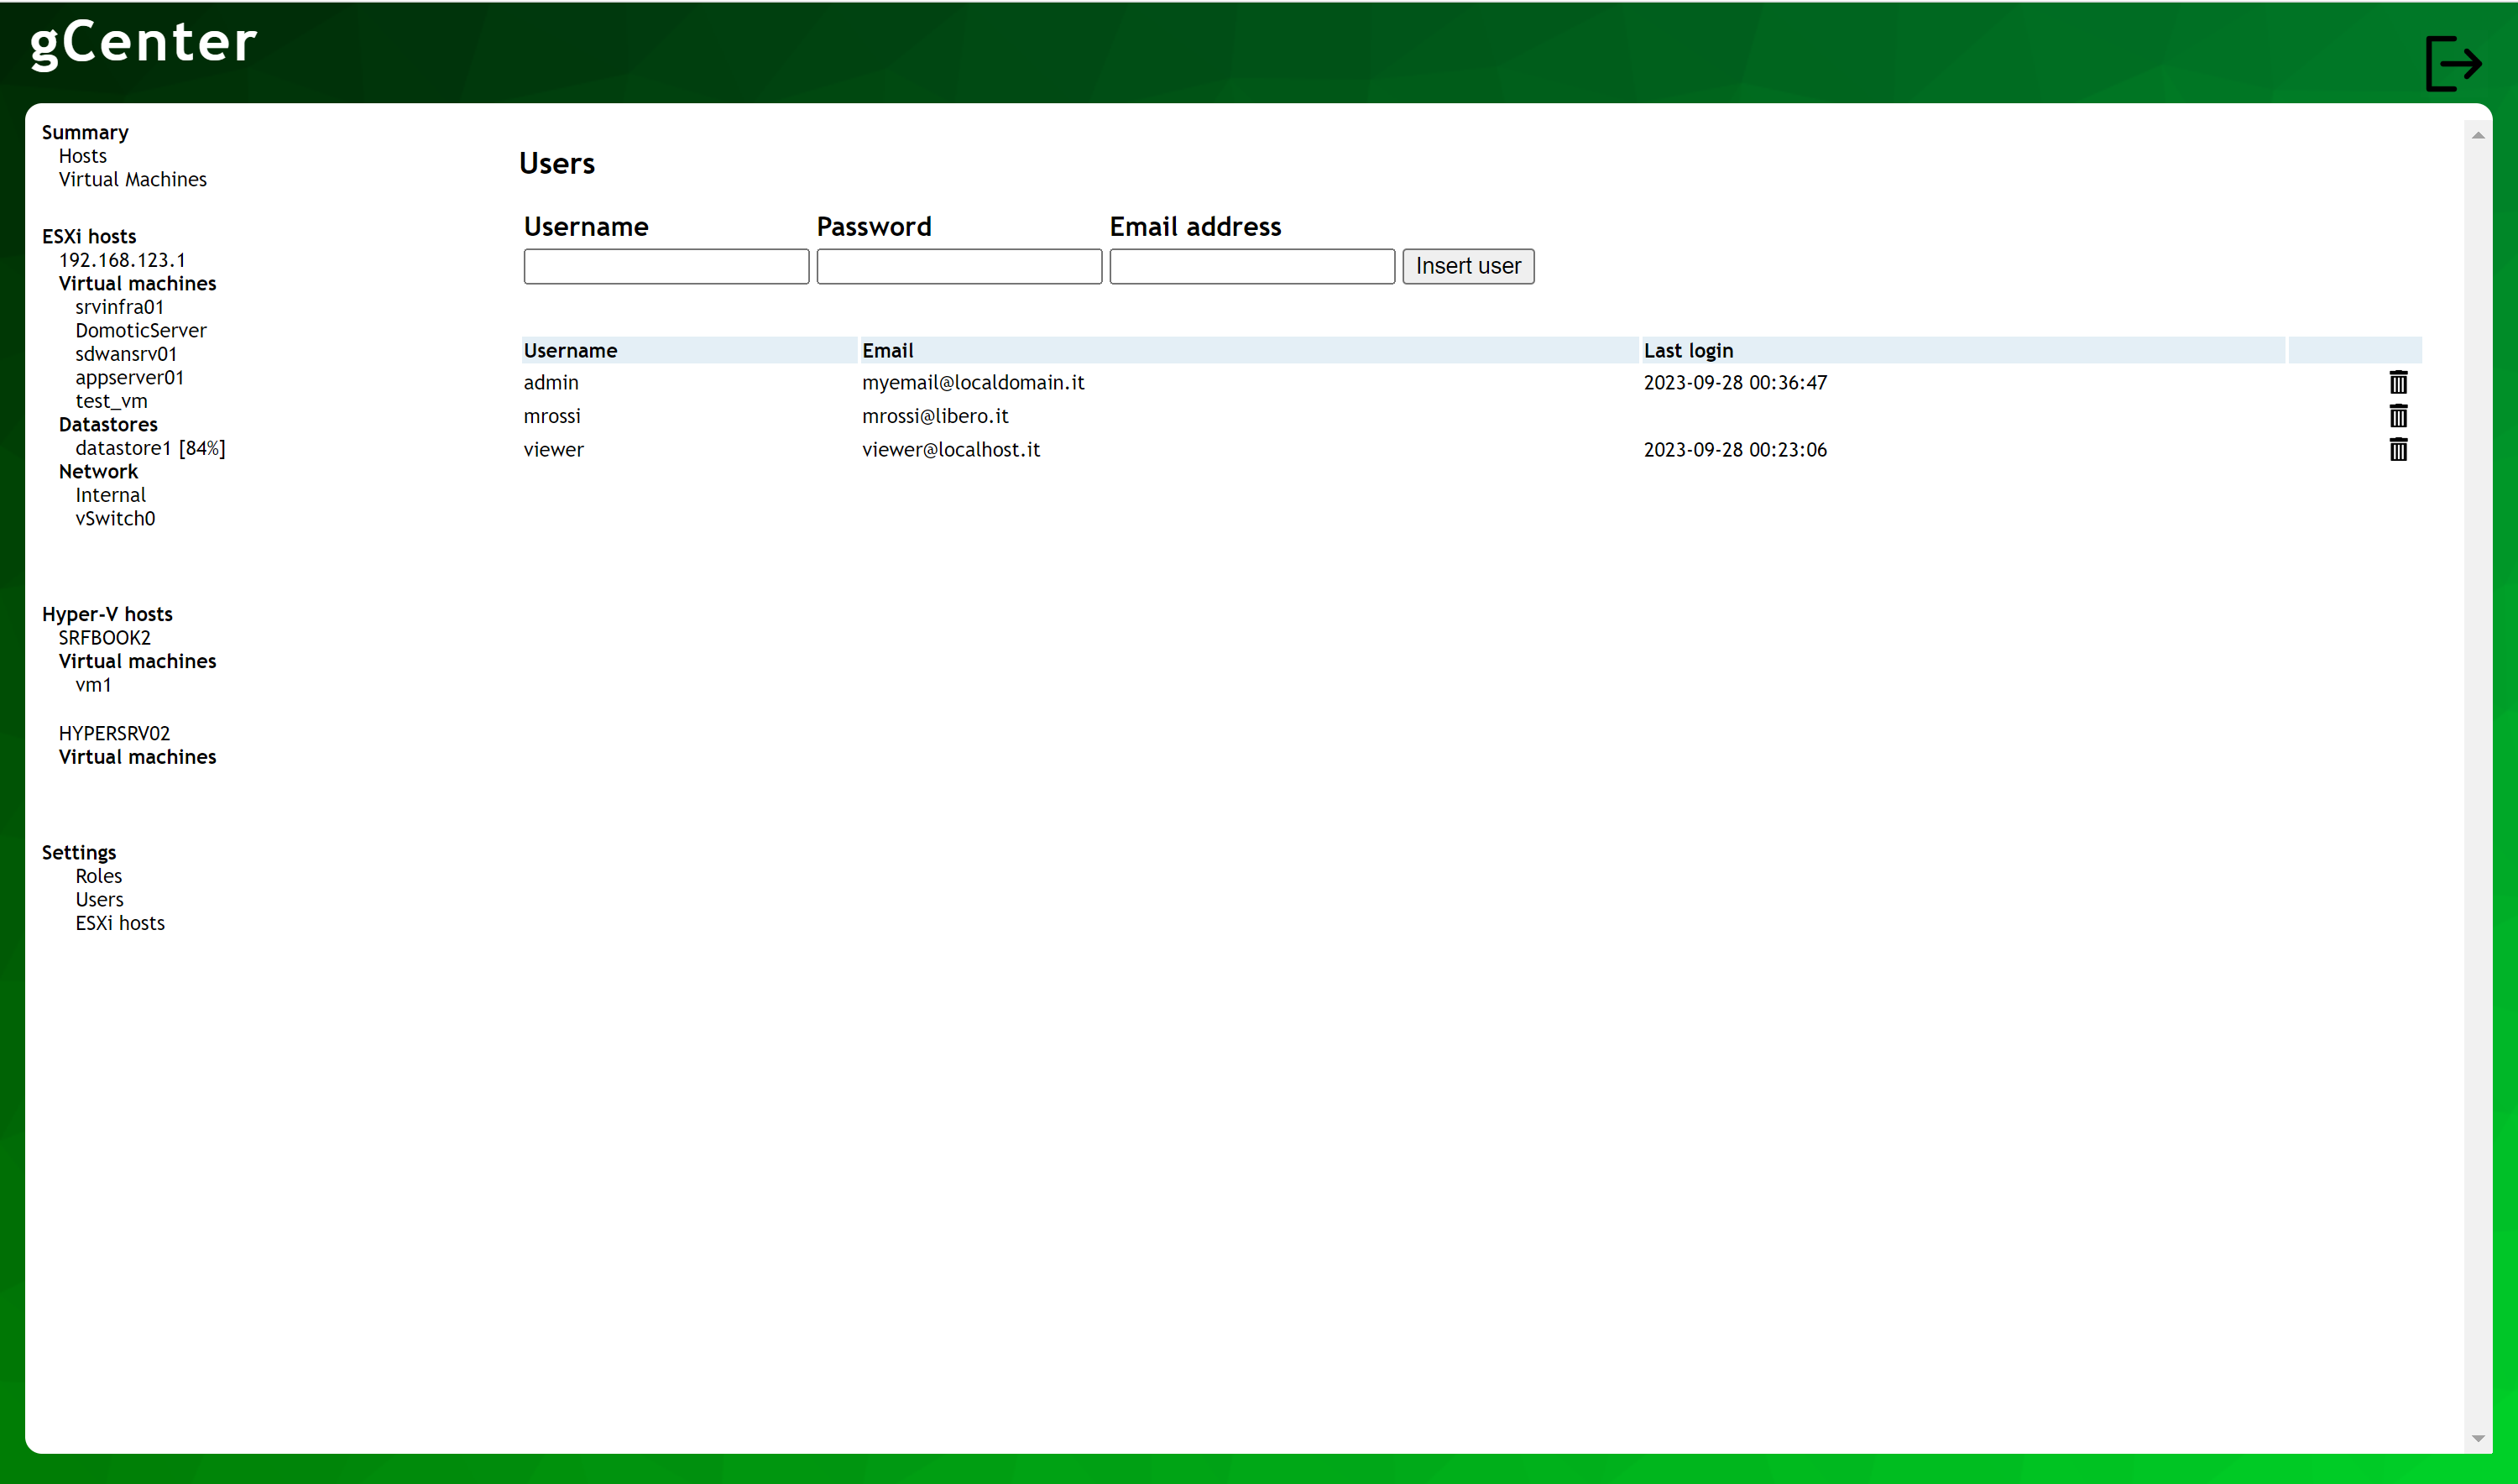 gCenter
Summary
Hosts
Virtual Machines
ESXi hosts
192.168.123.1
Virtual machines
srvinfra01
DomoticServer
sdwansrv01
appserver01
test_vm
Datastores
datastore1 [84%]
Network
Internal
vSwitch0
Hyper-V hosts
SRFBOOK2
Virtual machines
vm1
HYPERSRV02
Virtual machines
Settings
Roles
Users
ESXi hosts
Users
Username Password Email address
Insert user
Username Email Last login
admin myemail@localdomain.it 2023-09-28 00:36:47
mrossi mrossi@libero.it
viewer viewer@localhost.it 2023-09-28 00:23:06